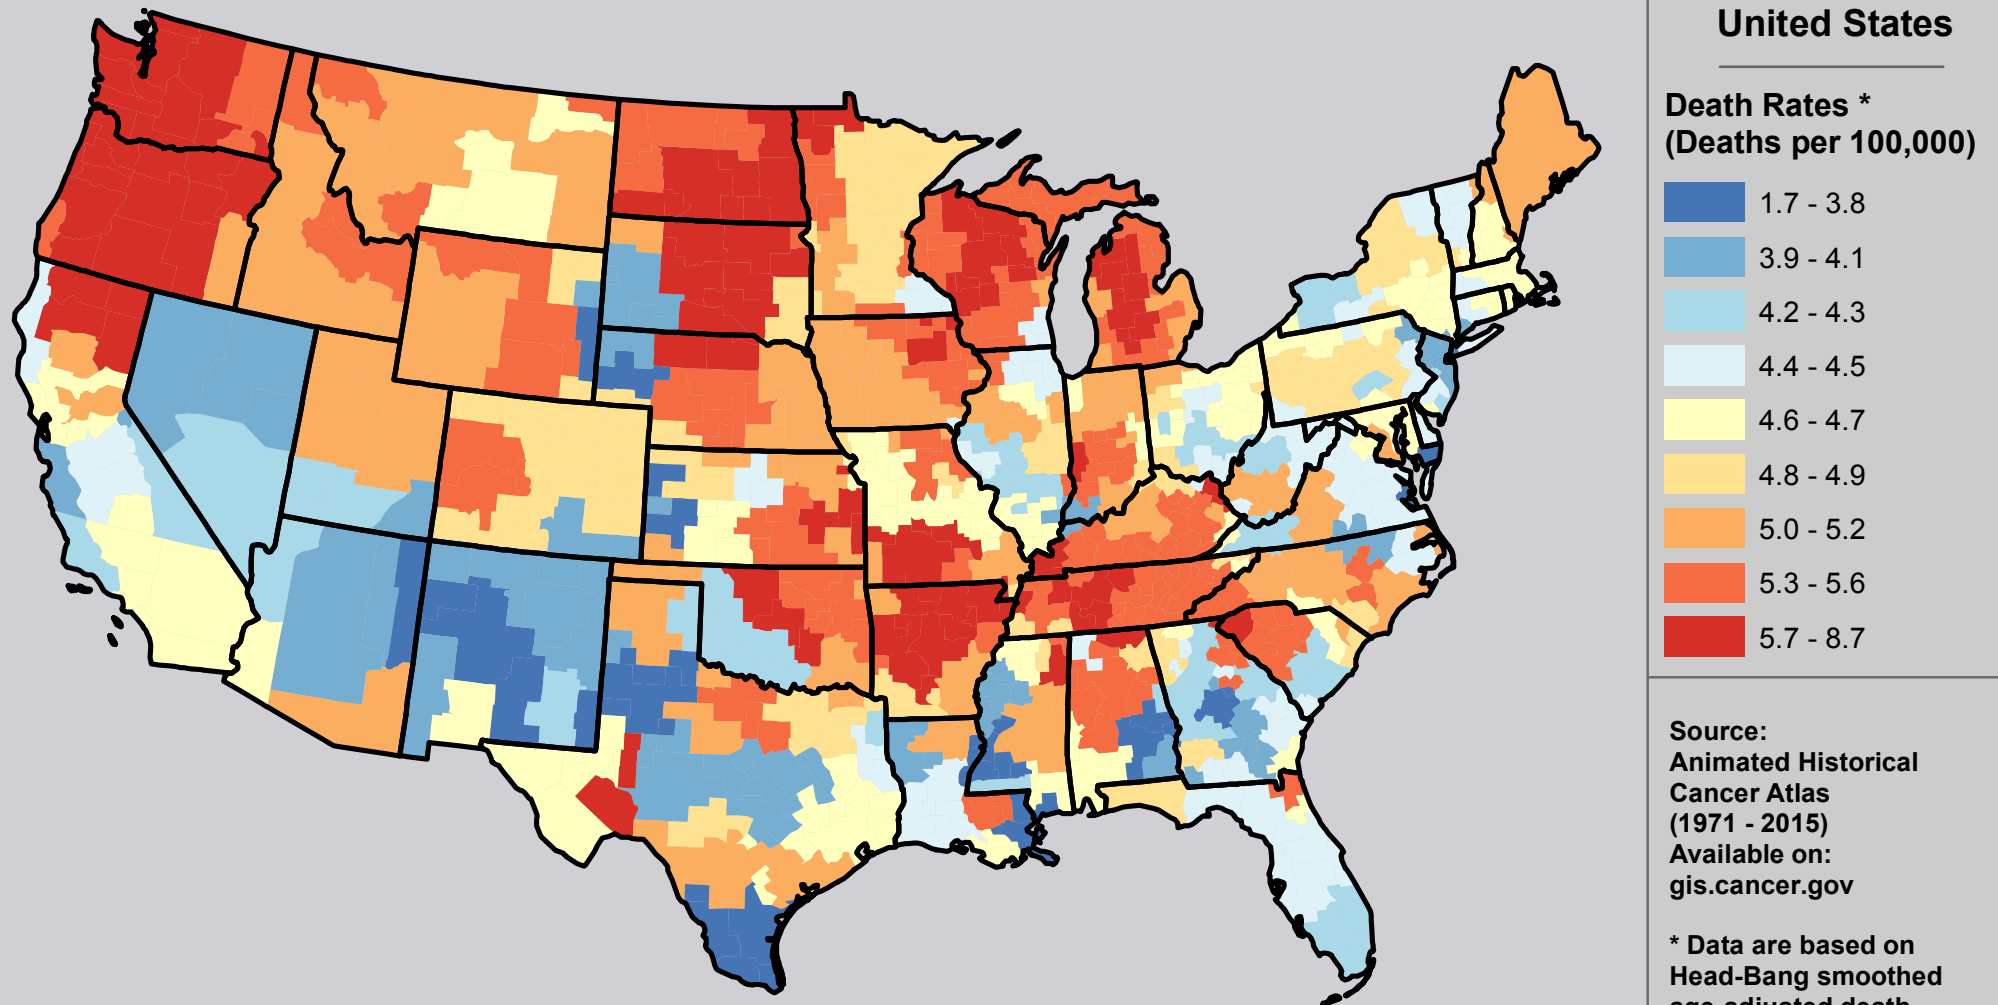 United States
Death Rates *
(Deaths per 100,000)
1.7 - 3.8
3.9 - 4.1
4.2 - 4.3
4.4 - 4.5
4.6 - 4.7
4.8 - 4.9
5.0 - 5.2
5.3 - 5.6
5.7 - 8.7
Source:
Animated Historical
Cancer Atlas
(1971 - 2015)
Available on:
gis.cancer.gov
* Data are based on
Head-Bang smoothed
age-adjusted death